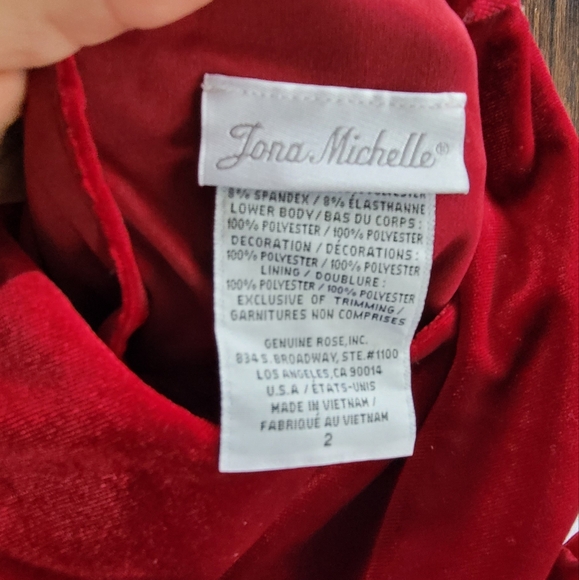 Jona Michelle®
8% SPANDEX / 8% ÉLASTHANNE
LOWER BODY / BAS DU CORPS :
100% POLYESTER / 100% POLYESTER
DECORATION / DÉCORATIONS :
100% POLYESTER / 100% POLYESTER
LINING / DOUBLURE :
100% POLYESTER / 100% POLYESTER
EXCLUSIVE OF TRIMMING /
GARNITURES NON COMPRISES
GENUINE ROSE, INC.
834 S. BROADWAY, STE. #1100
LOS ANGELES, CA 90014
U.S.A / ÉTATS-UNIS
MADE IN VIETNAM /
FABRIQUÉ AU VIETNAM
2